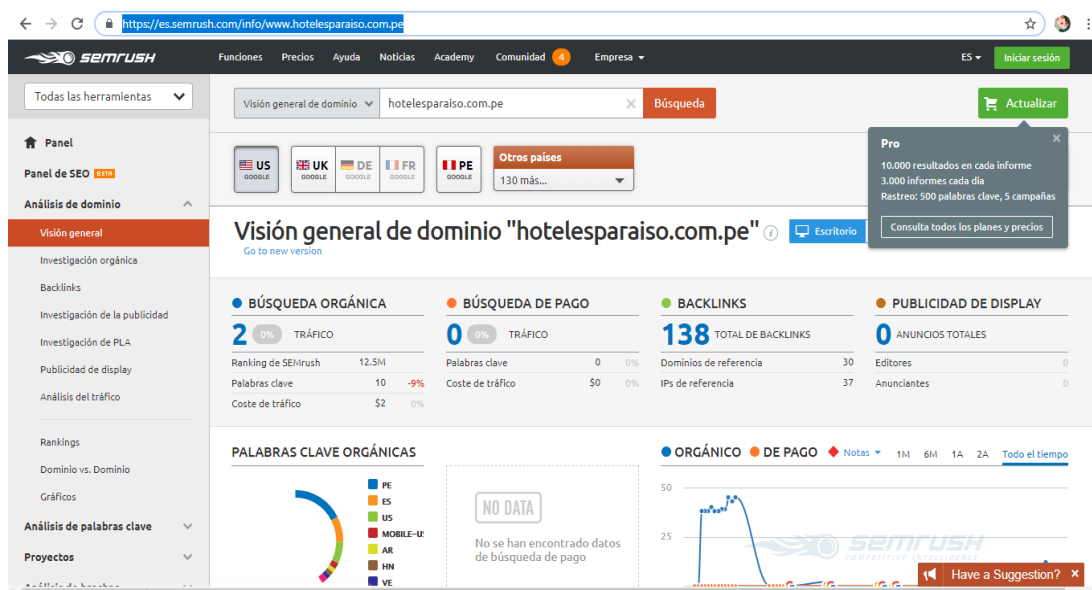 https://es.semrush.com/info/www.hotelesparaiso.com.pe
semrush
Funciones Precios Ayuda Noticias Academy Comunidad 4 Empresa
ES Iniciar sesión
Todas las herramientas
Visión general de dominio hotelesparaiso.com.pe × Búsqueda
Actualizar
Panel
Panel de SEO BETA
Análisis de dominio
Visión general
Investigación orgánica
Backlinks
Investigación de la publicidad
Investigación de PLA
Publicidad de display
Análisis del tráfico
Rankings
Dominio vs. Dominio
Gráficos
Análisis de palabras clave
Proyectos
US GOOGLE
UK GOOGLE
DE GOOGLE
FR GOOGLE
PE GOOGLE
Otros países
130 más...
Pro ×
10.000 resultados en cada informe
3.000 informes cada día
Rastreo: 500 palabras clave, 5 campañas
Consulta todos los planes y precios
Visión general de dominio "hotelesparaiso.com.pe" i
Escritorio
Go to new version
BÚSQUEDA ORGÁNICA
2 0% TRÁFICO
Ranking de SEMrush 12.5M
Palabras clave 10 -9%
Coste de tráfico $2 0%
BÚSQUEDA DE PAGO
0 0% TRÁFICO
Palabras clave 0 0%
Coste de tráfico $0 0%
BACKLINKS
138 TOTAL DE BACKLINKS
Dominios de referencia 30
IPs de referencia 37
PUBLICIDAD DE DISPLAY
0 ANUNCIOS TOTALES
Editores 0
Anunciantes 0
PALABRAS CLAVE ORGÁNICAS
PE
ES
US
MOBILE-U
AR
HN
VE
NO DATA
No se han encontrado datos
de búsqueda de pago
ORGÁNICO DE PAGO Notas 1M 6M 1A 2A Todo el tiempo
50
25
semrush
COMPETITIVE INTELLIGENCE
G G G G
Have a Suggestion? ×